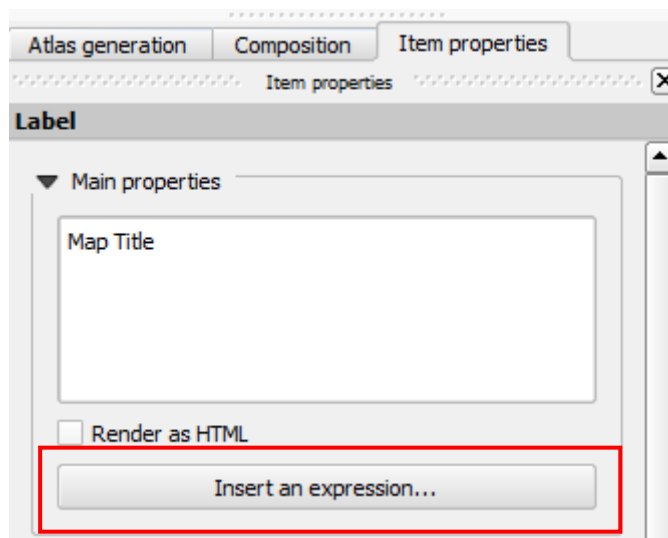 Atlas generation Composition Item properties
Item properties
Label
Main properties
Map Title
Render as HTML
Insert an expression...